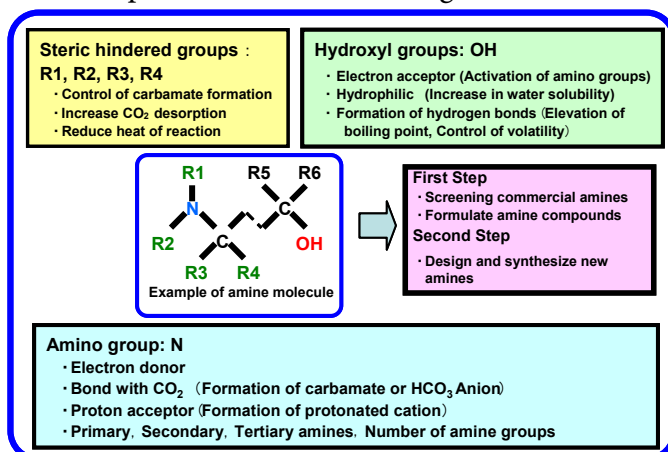 Steric hindered groups :
R1, R2, R3, R4
・Control of carbamate formation
・Increase CO₂ desorption
・Reduce heat of reaction
Hydroxyl groups: OH
・Electron acceptor (Activation of amino groups)
・Hydrophilic (Increase in water solubility)
・Formation of hydrogen bonds (Elevation of
boiling point, Control of volatility)
R1 R5 R6
N C
R2 C OH
R3 R4
Example of amine molecule
First Step
・Screening commercial amines
・Formulate amine compounds
Second Step
・Design and synthesize new
amines
Amino group: N
・Electron donor
・Bond with CO₂ (Formation of carbamate or HCO₃ Anion)
・Proton acceptor (Formation of protonated cation)
・Primary, Secondary, Tertiary amines, Number of amine groups